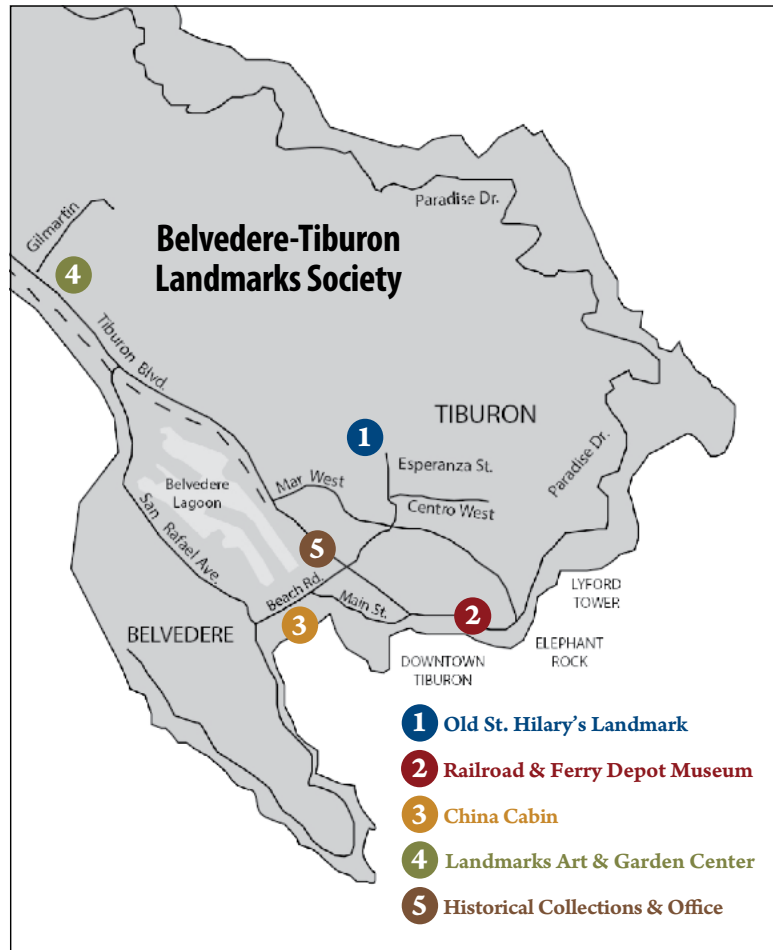 Paradise Dr.
Gilmartin
Belvedere-Tiburon
Landmarks Society
4
Tiburon Blvd.
TIBURON
1
Esperanza St.
Paradise Dr.
Mar West
Belvedere
Lagoon
Centro West
San Rafael Ave.
5
Beach Rd.
LYFORD
TOWER
Main St.
2
3
BELVEDERE
ELEPHANT
ROCK
DOWNTOWN
TIBURON
1 Old St. Hilary’s Landmark
2 Railroad & Ferry Depot Museum
3 China Cabin
4 Landmarks Art & Garden Center
5 Historical Collections & Office